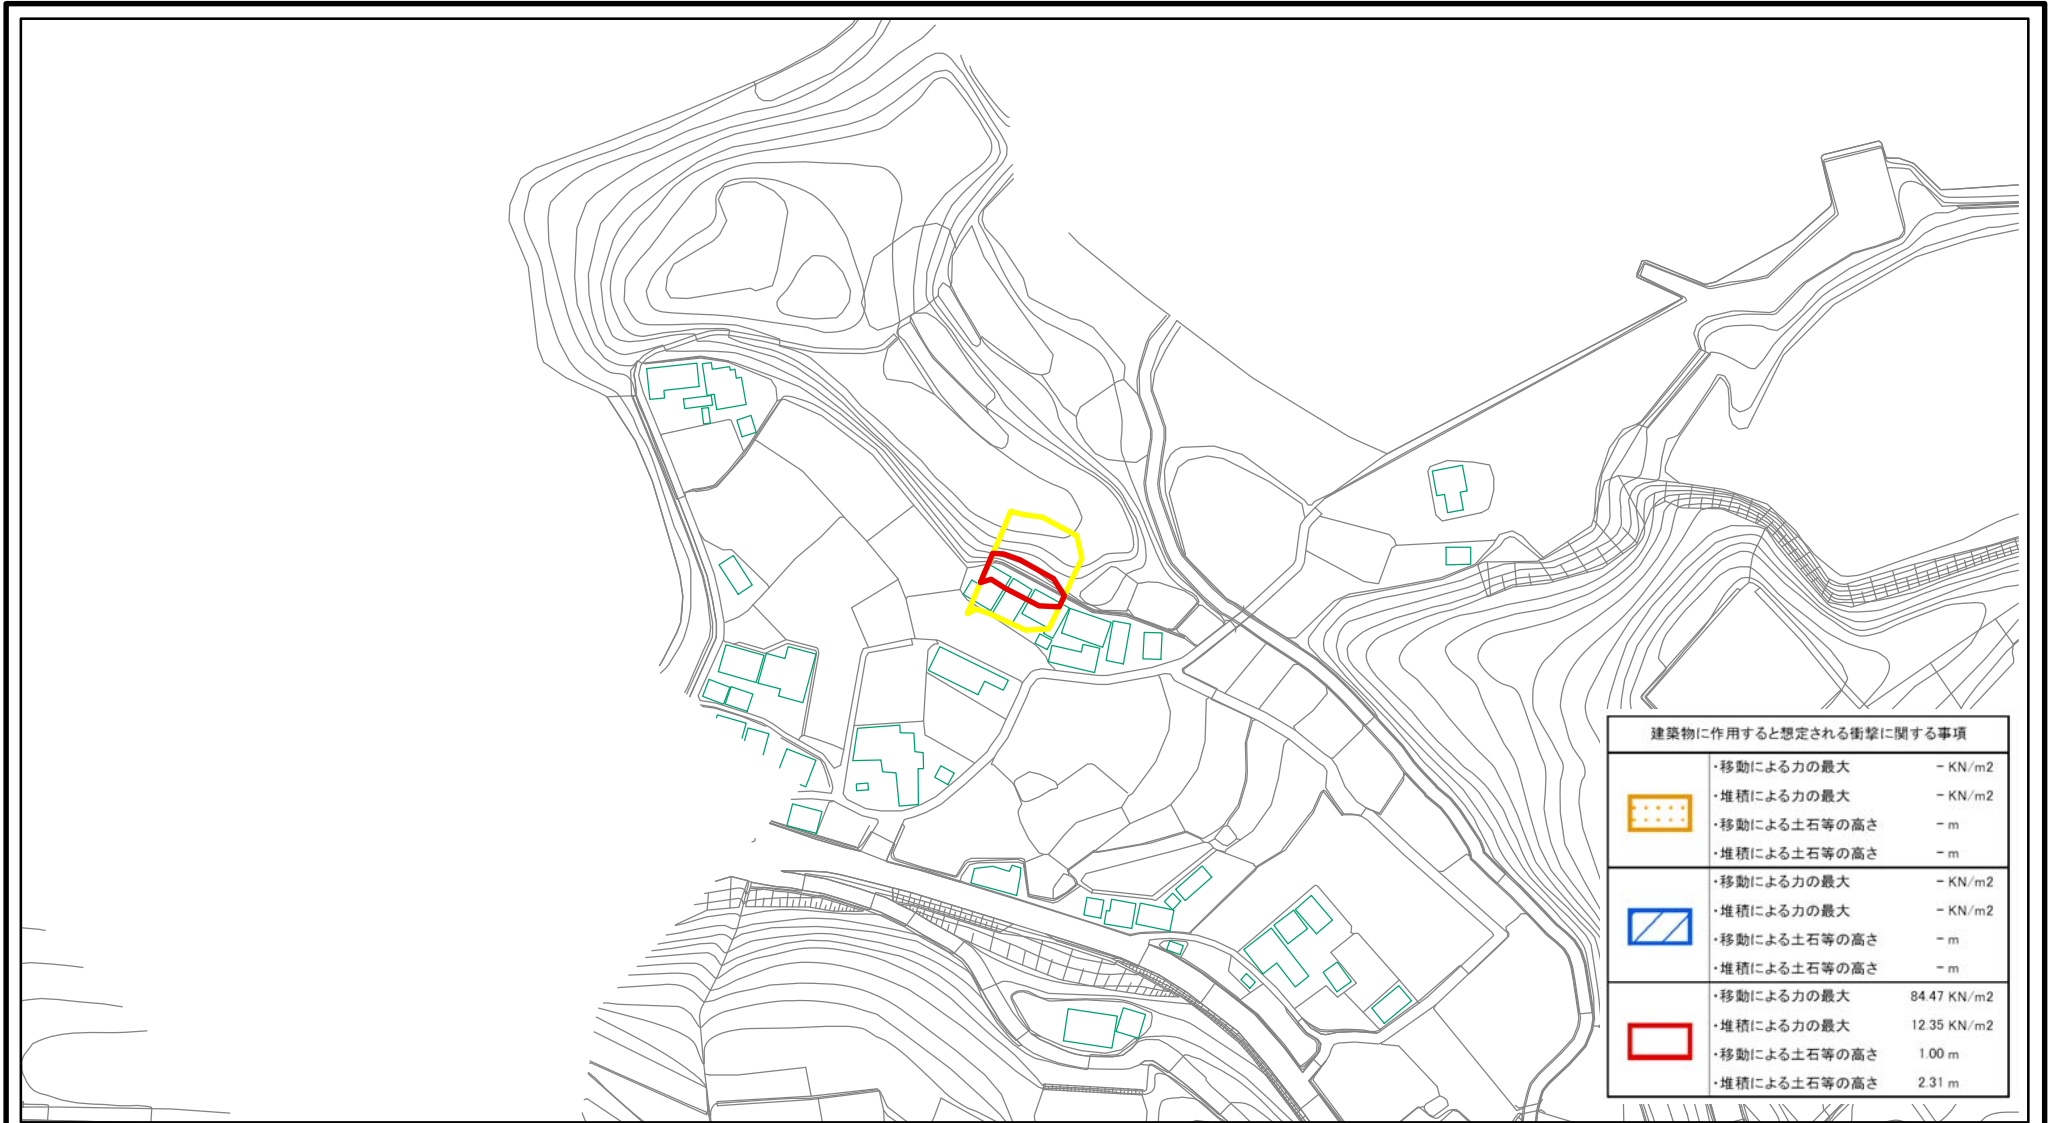 建築物に作用すると想定される衝撃に関する事項
・移動による力の最大 - KN/m2
・堆積による力の最大 - KN/m2
・移動による土石等の高さ - m
・堆積による土石等の高さ - m
・移動による力の最大 - KN/m2
・堆積による力の最大 - KN/m2
・移動による土石等の高さ - m
・堆積による土石等の高さ - m
・移動による力の最大 84.47 KN/m2
・堆積による力の最大 12.35 KN/m2
・移動による土石等の高さ 1.00 m
・堆積による土石等の高さ 2.31 m